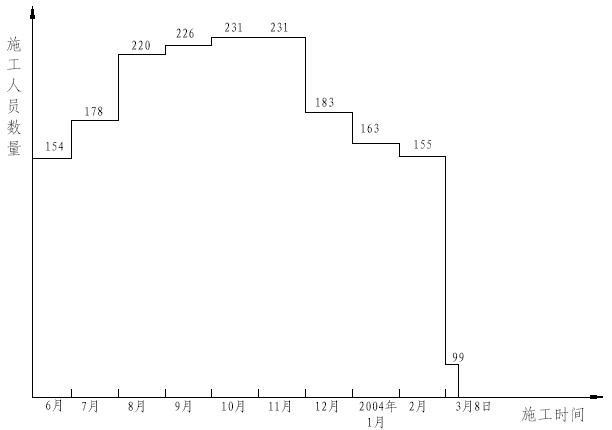 施工人员数量
154
178
220
226
231
231
183
163
155
99
6月
7月
8月
9月
10月
11月
12月
2004年
1月
2月
3月8日
施工时间